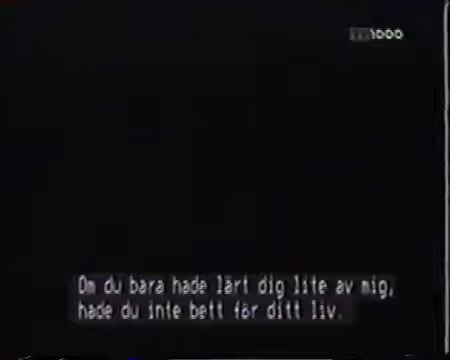 1000
Om du bara hade lärt dig lite av mig,
hade du inte bett för ditt liv.